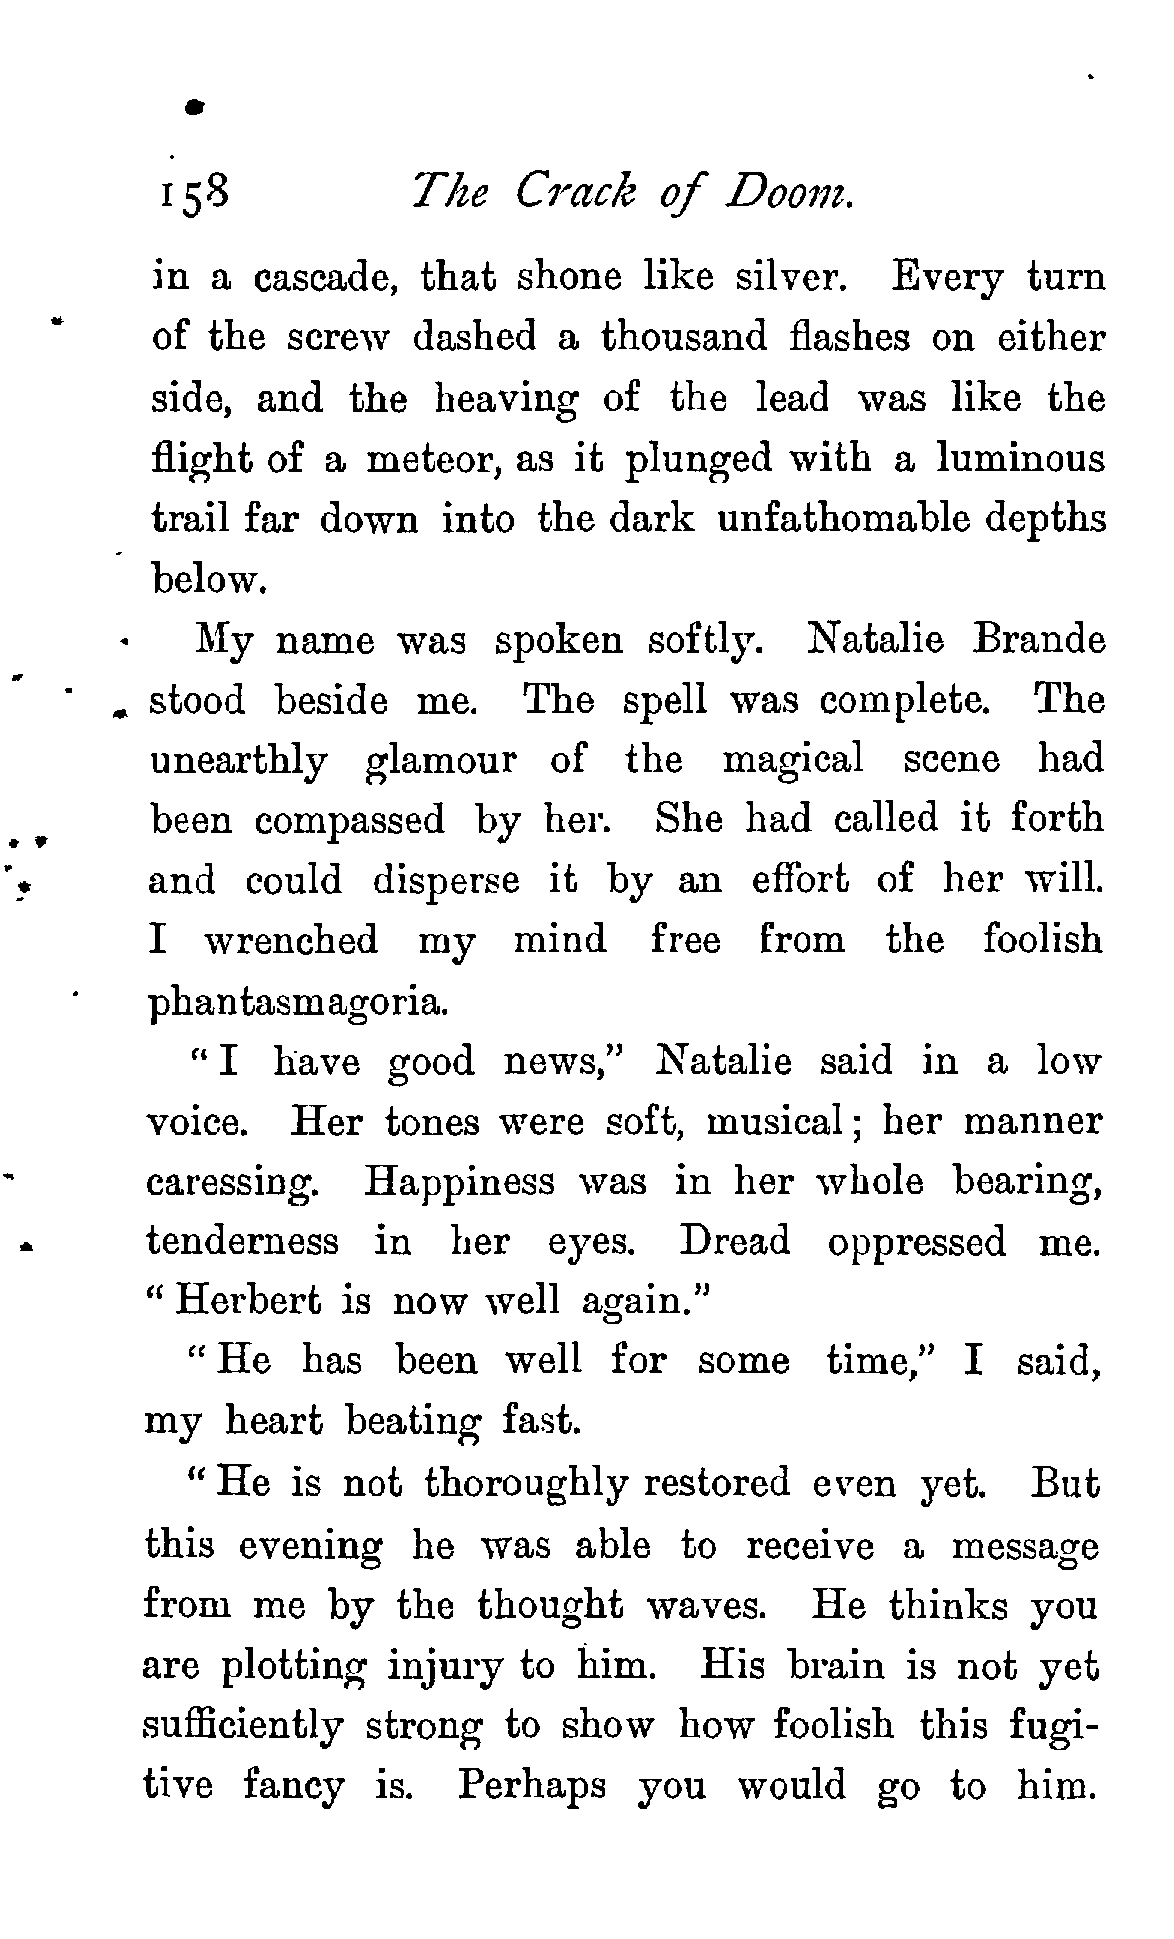 158 The Crack of Doom.
in a cascade, that shone like silver. Every turn
of the screw dashed a thousand flashes on either
side, and the heaving of the lead was like the
flight of a meteor, as it plunged with a luminous
trail far down into the dark unfathomable depths
below.
My name was spoken softly. Natalie Brande
stood beside me. The spell was complete. The
unearthly glamour of the magical scene had
been compassed by her. She had called it forth
and could disperse it by an effort of her will.
I wrenched my mind free from the foolish
phantasmagoria.
“I have good news,” Natalie said in a low
voice. Her tones were soft, musical; her manner
caressing. Happiness was in her whole bearing,
tenderness in her eyes. Dread oppressed me.
“Herbert is now well again.”
“He has been well for some time,” I said,
my heart beating fast.
“He is not thoroughly restored even yet. But
this evening he was able to receive a message
from me by the thought waves. He thinks you
are plotting injury to him. His brain is not yet
sufficiently strong to show how foolish this fugi-
tive fancy is. Perhaps you would go to him.